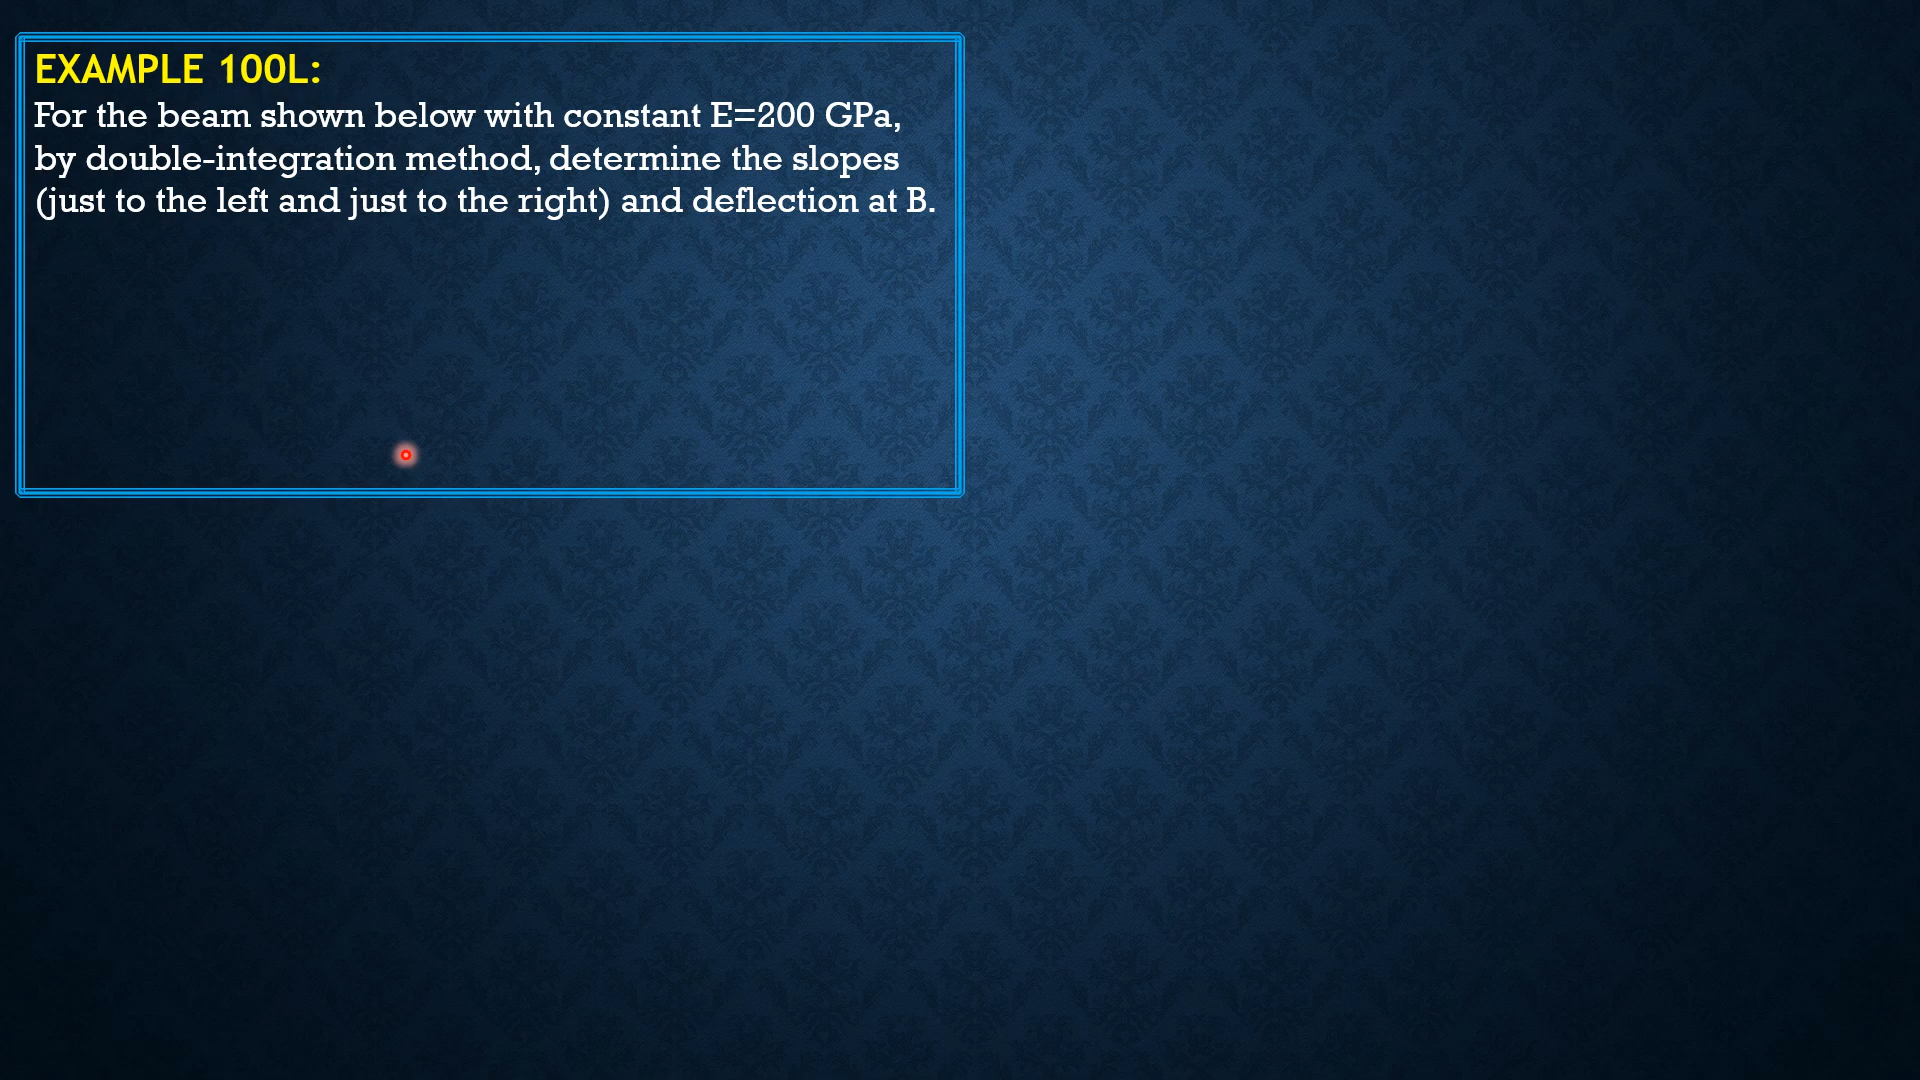 EXAMPLE 100L:
For the beam shown below with constant E=200 GPa,
by double-integration method, determine the slopes
(just to the left and just to the right) and deflection at B.